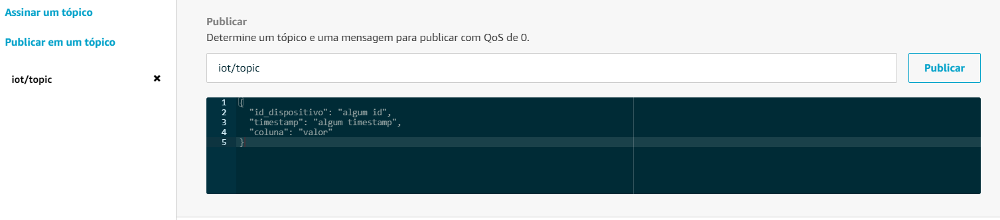 Assinar um tópico
Publicar em um tópico
iot/topic ×
Publicar
Determine um tópico e uma mensagem para publicar com QoS de 0.
iot/topic
Publicar
1 {
2 "id_dispositivo": "algum id",
3 "timestamp": "algum timestamp",
4 "coluna": "valor"
5 }